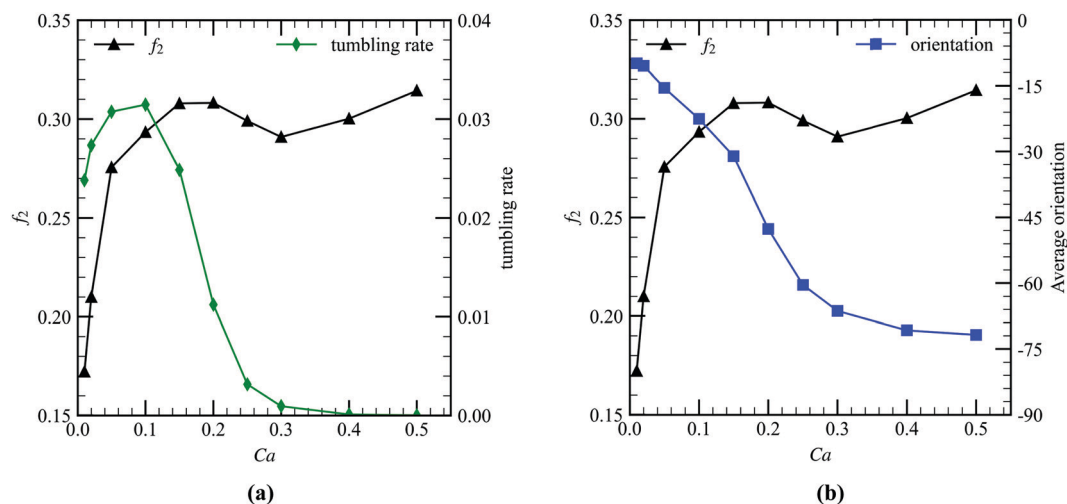 f2
tumbling rate
0.35
0.30
0.25
0.20
0.15
f2
0.04
0.03
0.02
0.01
0.00
tumbling rate
0.0 0.1 0.2 0.3 0.4 0.5
Ca
(a)
f2
orientation
0.35
0.30
0.25
0.20
0.15
f2
0
-15
-30
-45
-60
-75
-90
Average orientation
0.0 0.1 0.2 0.3 0.4 0.5
Ca
(b)